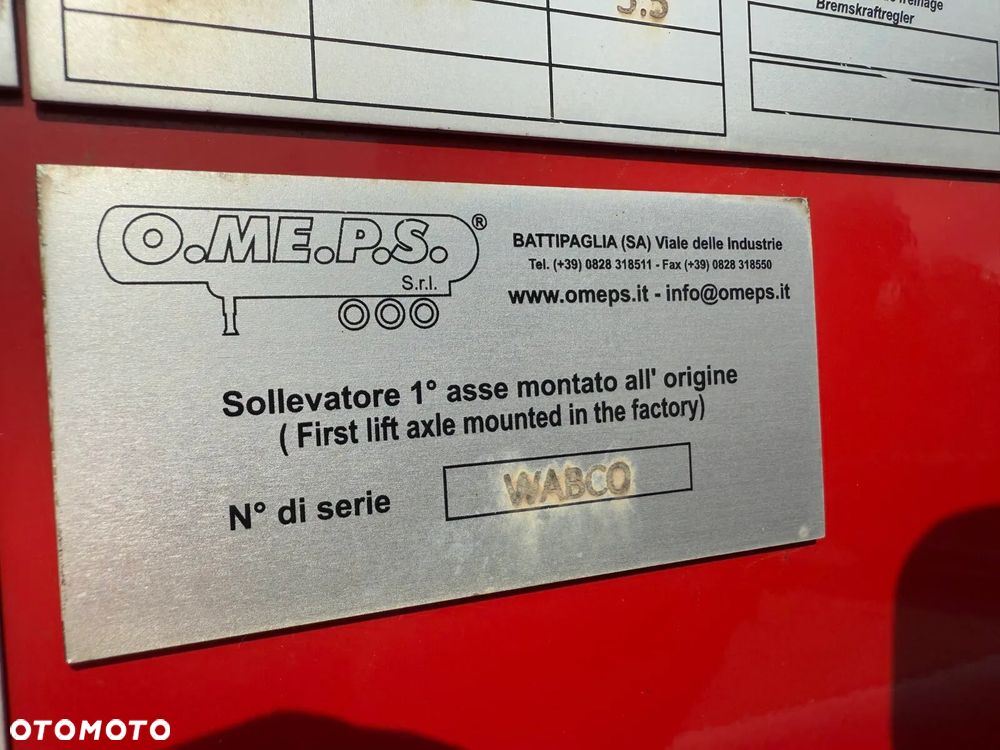 5.5
Bremskraftregler
O.ME.P.S.®
S.r.l.
BATTIPAGLIA (SA) Viale delle Industrie
Tel. (+39) 0828 318511 - Fax (+39) 0828 318550
www.omeps.it - info@omeps.it
Sollevatore 1° asse montato all' origine
( First lift axle mounted in the factory)
N° di serie
WABCO
OTOMOTO